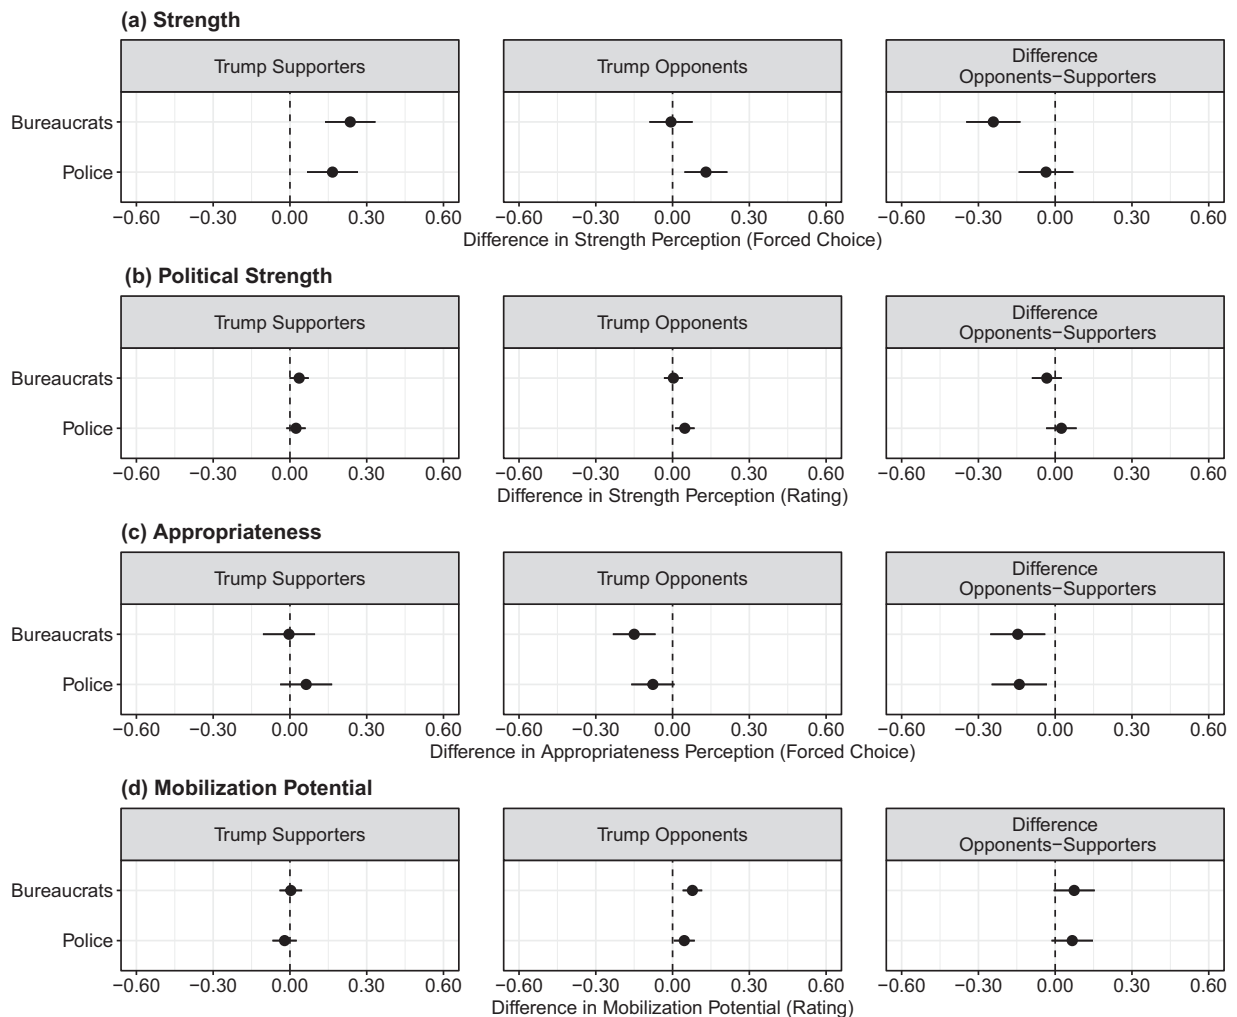 (a) Strength
Trump Supporters
Trump Opponents
Difference
Opponents−Supporters
Bureaucrats
Police
−0.60 −0.30 0.00 0.30 0.60
−0.60 −0.30 0.00 0.30 0.60
−0.60 −0.30 0.00 0.30 0.60
Difference in Strength Perception (Forced Choice)
(b) Political Strength
Trump Supporters
Trump Opponents
Difference
Opponents−Supporters
Bureaucrats
Police
−0.60 −0.30 0.00 0.30 0.60
−0.60 −0.30 0.00 0.30 0.60
−0.60 −0.30 0.00 0.30 0.60
Difference in Strength Perception (Rating)
(c) Appropriateness
Trump Supporters
Trump Opponents
Difference
Opponents−Supporters
Bureaucrats
Police
−0.60 −0.30 0.00 0.30 0.60
−0.60 −0.30 0.00 0.30 0.60
−0.60 −0.30 0.00 0.30 0.60
Difference in Appropriateness Perception (Forced Choice)
(d) Mobilization Potential
Trump Supporters
Trump Opponents
Difference
Opponents−Supporters
Bureaucrats
Police
−0.60 −0.30 0.00 0.30 0.60
−0.60 −0.30 0.00 0.30 0.60
−0.60 −0.30 0.00 0.30 0.60
Difference in Mobilization Potential (Rating)